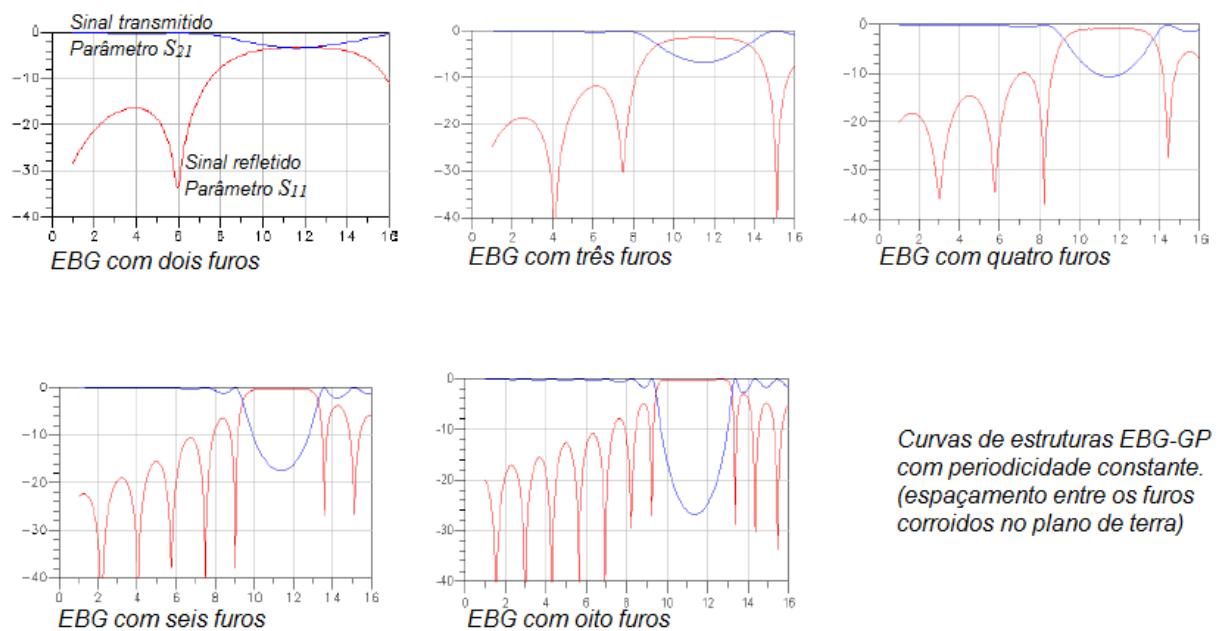 Sinal transmitido
Parâmetro S21
0
-10
-20
-30
-40
0 2 4 6 8 10 12 14 16
Sinal refletido
Parâmetro S11
EBG com dois furos
0
-10
-20
-30
-40
0 2 4 6 8 10 12 14 16
EBG com três furos
0
-10
-20
-30
-40
0 2 4 6 8 10 12 14 16
EBG com quatro furos
0
-10
-20
-30
-40
0 2 4 6 8 10 12 14 16
EBG com seis furos
0
-10
-20
-30
-40
0 2 4 6 8 10 12 14 16
EBG com oito furos
Curvas de estruturas EBG-GP
com periodicidade constante.
(espaçamento entre os furos
corroidos no plano de terra)